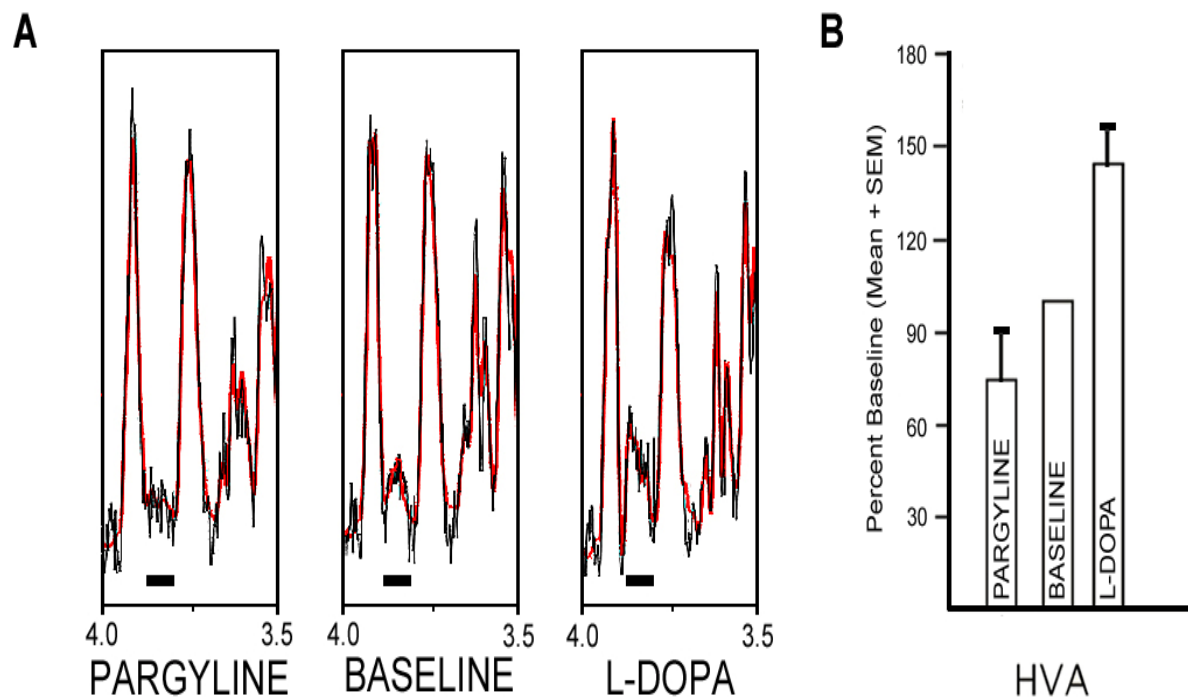 A
4.0 3.5
PARGYLINE
4.0 3.5
BASELINE
4.0 3.5
L-DOPA
B
Percent Baseline (Mean + SEM)
180
150
120
90
60
30
PARGYLINE
BASELINE
L-DOPA
HVA